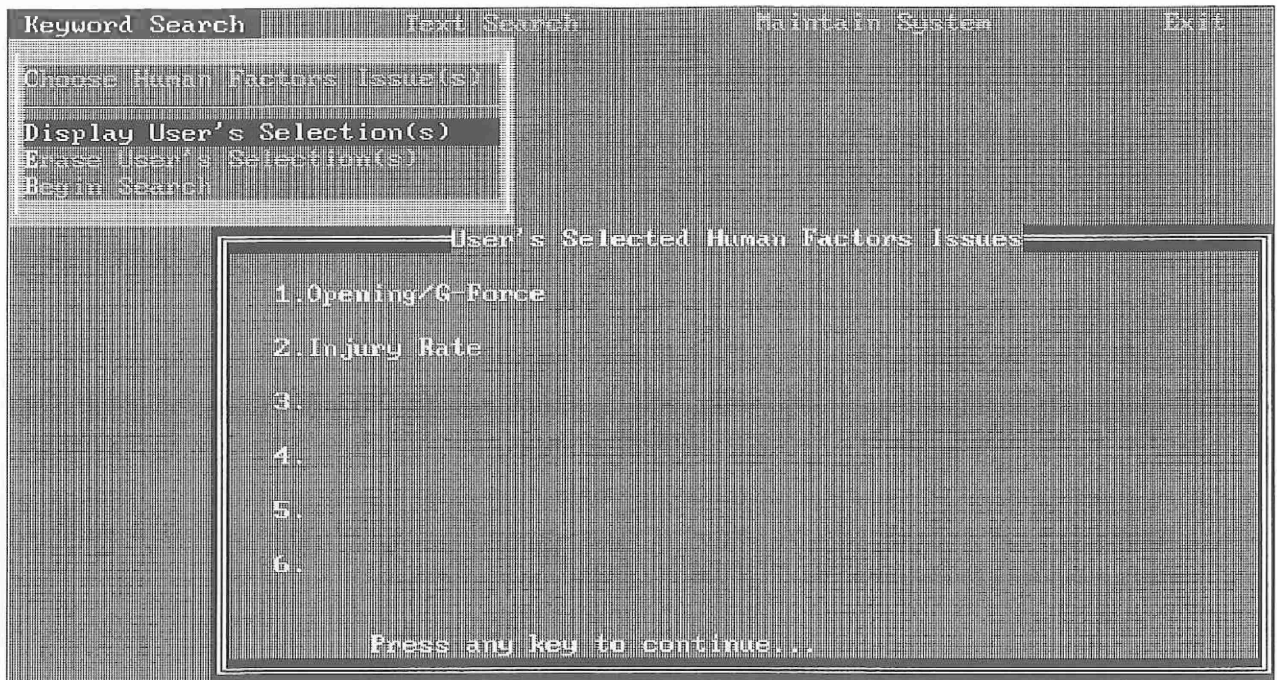 Keyword Search Text Search Maintain System Exit
Choose Human Factors Issue(s)
Display User's Selection(s)
Erase User's Selection(s)
Begin Search
User's Selected Human Factors Issues
1.Opening/G-Force
2.Injury Rate
3.
4.
5.
6.
Press any key to continue...